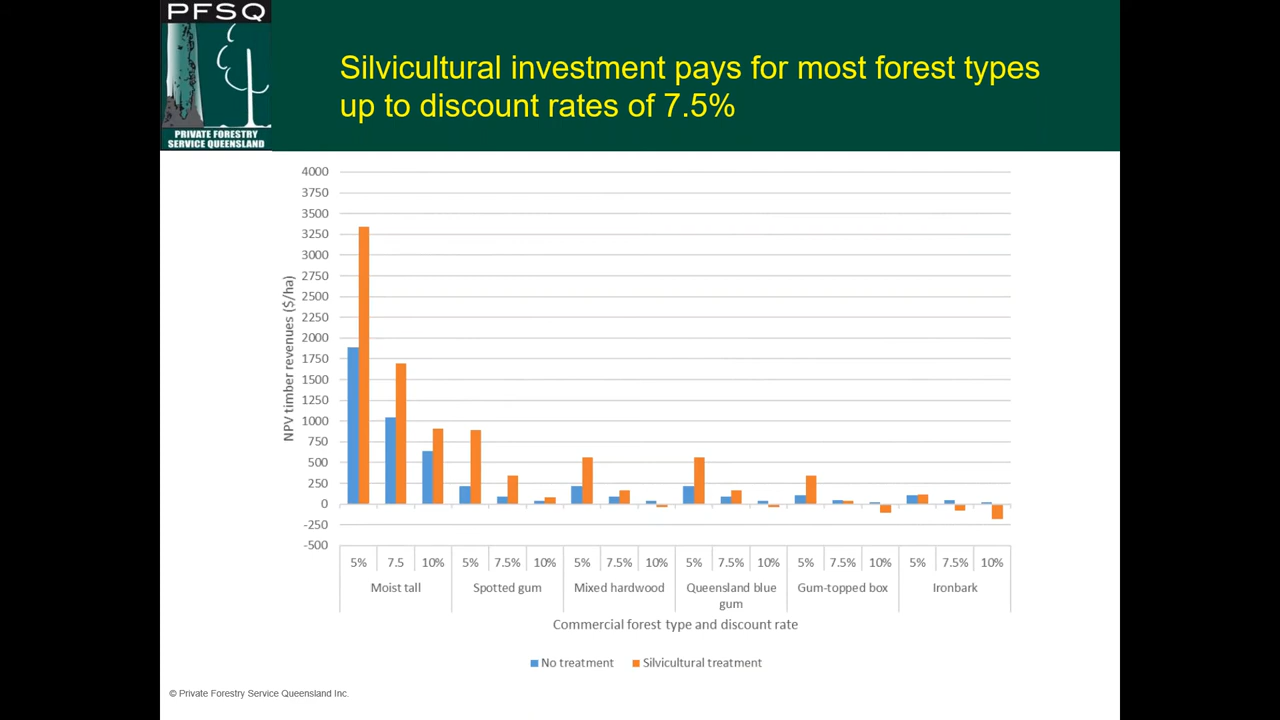 PFSQ
PRIVATE FORESTRY
SERVICE QUEENSLAND
Silvicultural investment pays for most forest types
up to discount rates of 7.5%
4000
3750
3500
3250
3000
2750
2500
2250
2000
1750
1500
1250
1000
750
500
250
0
-250
-500
NPV timber revenues ($/ha)
5% 7.5 10% 5% 7.5% 10% 5% 7.5% 10% 5% 7.5% 10% 5% 7.5% 10% 5% 7.5% 10%
Moist tall Spotted gum Mixed hardwood Queensland blue Gum-topped box Ironbark
gum
Commercial forest type and discount rate
No treatment Silvicultural treatment
© Private Forestry Service Queensland Inc.